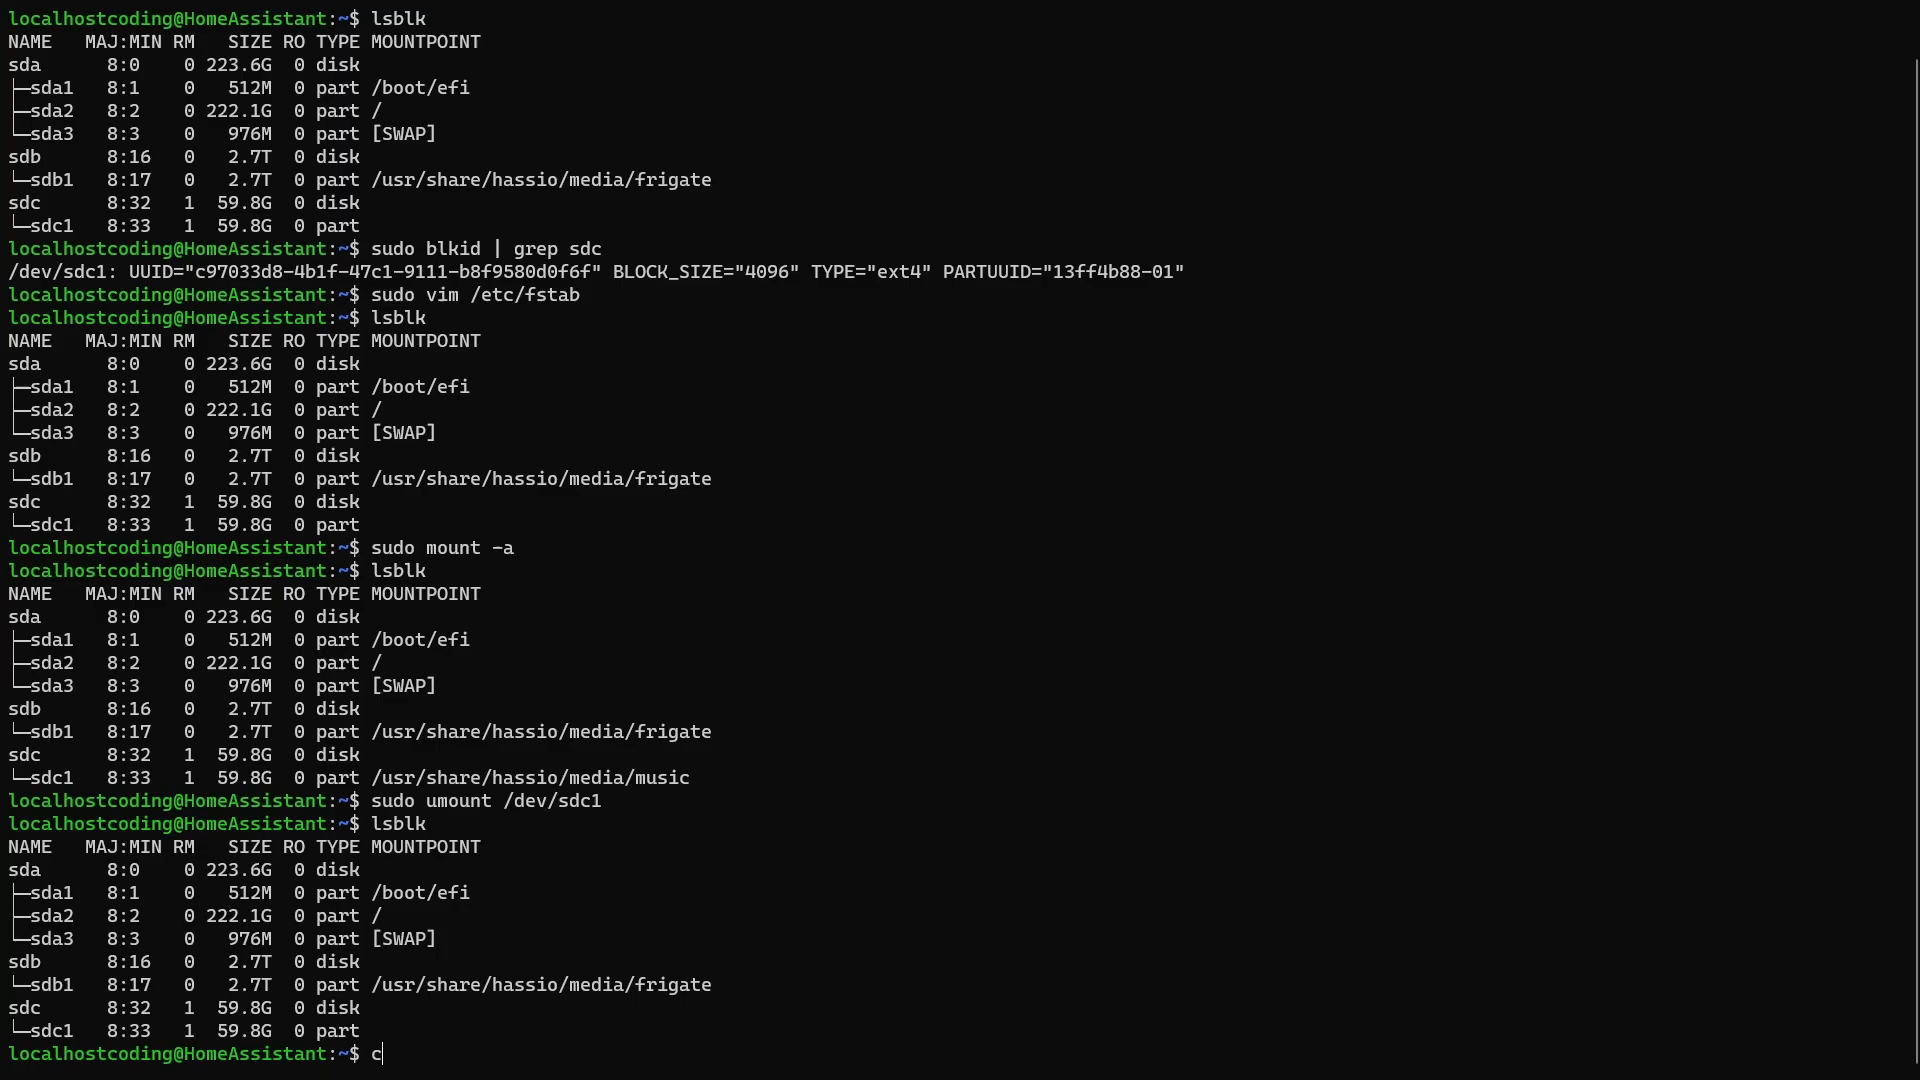 localhostcoding@HomeAssistant:~$ lsblk
NAME   MAJ:MIN RM   SIZE RO TYPE MOUNTPOINT
sda      8:0    0 223.6G  0 disk
├─sda1   8:1    0   512M  0 part /boot/efi
├─sda2   8:2    0 222.1G  0 part /
└─sda3   8:3    0   976M  0 part [SWAP]
sdb      8:16   0   2.7T  0 disk
└─sdb1   8:17   0   2.7T  0 part /usr/share/hassio/media/frigate
sdc      8:32   1  59.8G  0 disk
└─sdc1   8:33   1  59.8G  0 part
localhostcoding@HomeAssistant:~$ sudo blkid | grep sdc
/dev/sdc1: UUID="c97033d8-4b1f-47c1-9111-b8f9580d0f6f" BLOCK_SIZE="4096" TYPE="ext4" PARTUUID="13ff4b88-01"
localhostcoding@HomeAssistant:~$ sudo vim /etc/fstab
localhostcoding@HomeAssistant:~$ lsblk
NAME   MAJ:MIN RM   SIZE RO TYPE MOUNTPOINT
sda      8:0    0 223.6G  0 disk
├─sda1   8:1    0   512M  0 part /boot/efi
├─sda2   8:2    0 222.1G  0 part /
└─sda3   8:3    0   976M  0 part [SWAP]
sdb      8:16   0   2.7T  0 disk
└─sdb1   8:17   0   2.7T  0 part /usr/share/hassio/media/frigate
sdc      8:32   1  59.8G  0 disk
└─sdc1   8:33   1  59.8G  0 part
localhostcoding@HomeAssistant:~$ sudo mount -a
localhostcoding@HomeAssistant:~$ lsblk
NAME   MAJ:MIN RM   SIZE RO TYPE MOUNTPOINT
sda      8:0    0 223.6G  0 disk
├─sda1   8:1    0   512M  0 part /boot/efi
├─sda2   8:2    0 222.1G  0 part /
└─sda3   8:3    0   976M  0 part [SWAP]
sdb      8:16   0   2.7T  0 disk
└─sdb1   8:17   0   2.7T  0 part /usr/share/hassio/media/frigate
sdc      8:32   1  59.8G  0 disk
└─sdc1   8:33   1  59.8G  0 part /usr/share/hassio/media/music
localhostcoding@HomeAssistant:~$ sudo umount /dev/sdc1
localhostcoding@HomeAssistant:~$ lsblk
NAME   MAJ:MIN RM   SIZE RO TYPE MOUNTPOINT
sda      8:0    0 223.6G  0 disk
├─sda1   8:1    0   512M  0 part /boot/efi
├─sda2   8:2    0 222.1G  0 part /
└─sda3   8:3    0   976M  0 part [SWAP]
sdb      8:16   0   2.7T  0 disk
└─sdb1   8:17   0   2.7T  0 part /usr/share/hassio/media/frigate
sdc      8:32   1  59.8G  0 disk
└─sdc1   8:33   1  59.8G  0 part
localhostcoding@HomeAssistant:~$ c